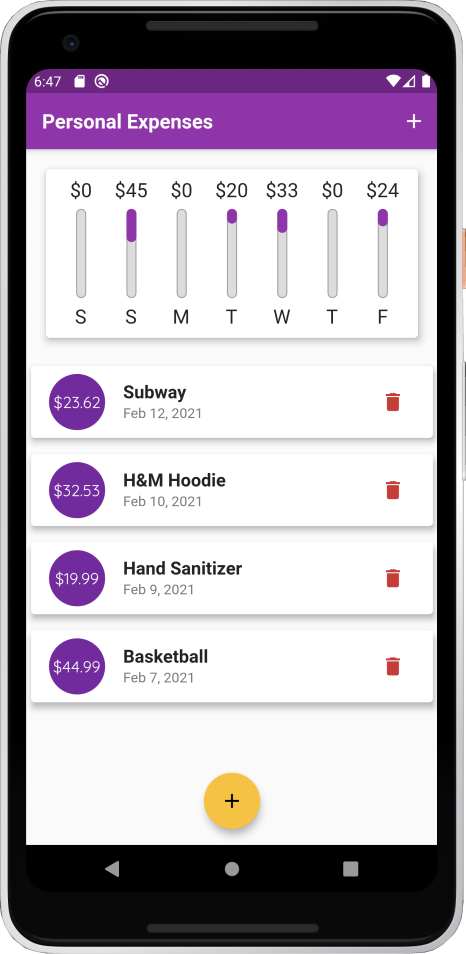 6:47
Personal Expenses +
$0 $45 $0 $20 $33 $0 $24
S S M T W T F
$23.62
Subway
Feb 12, 2021
$32.53
H&M Hoodie
Feb 10, 2021
$19.99
Hand Sanitizer
Feb 9, 2021
$44.99
Basketball
Feb 7, 2021
+